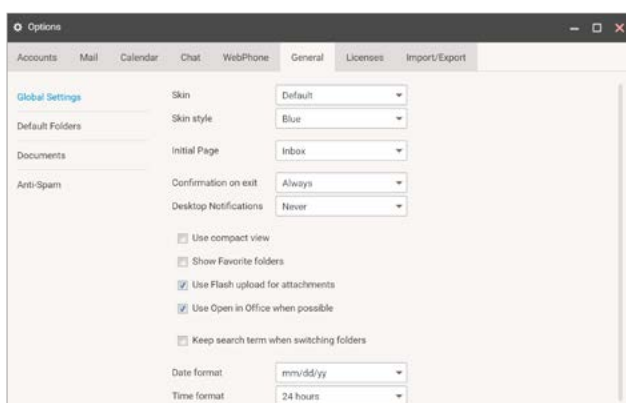 Options
Accounts Mail Calendar Chat WebPhone General Licenses Import/Export
Global Settings
Default Folders
Documents
Anti-Spam
Skin Default
Skin style Blue
Initial Page Inbox
Confirmation on exit Always
Desktop Notifications Never
Use compact view
Show Favorite folders
Use Flash upload for attachments
Use Open in Office when possible
Keep search term when switching folders
Date format mm/dd/yy
Time format 24 hours